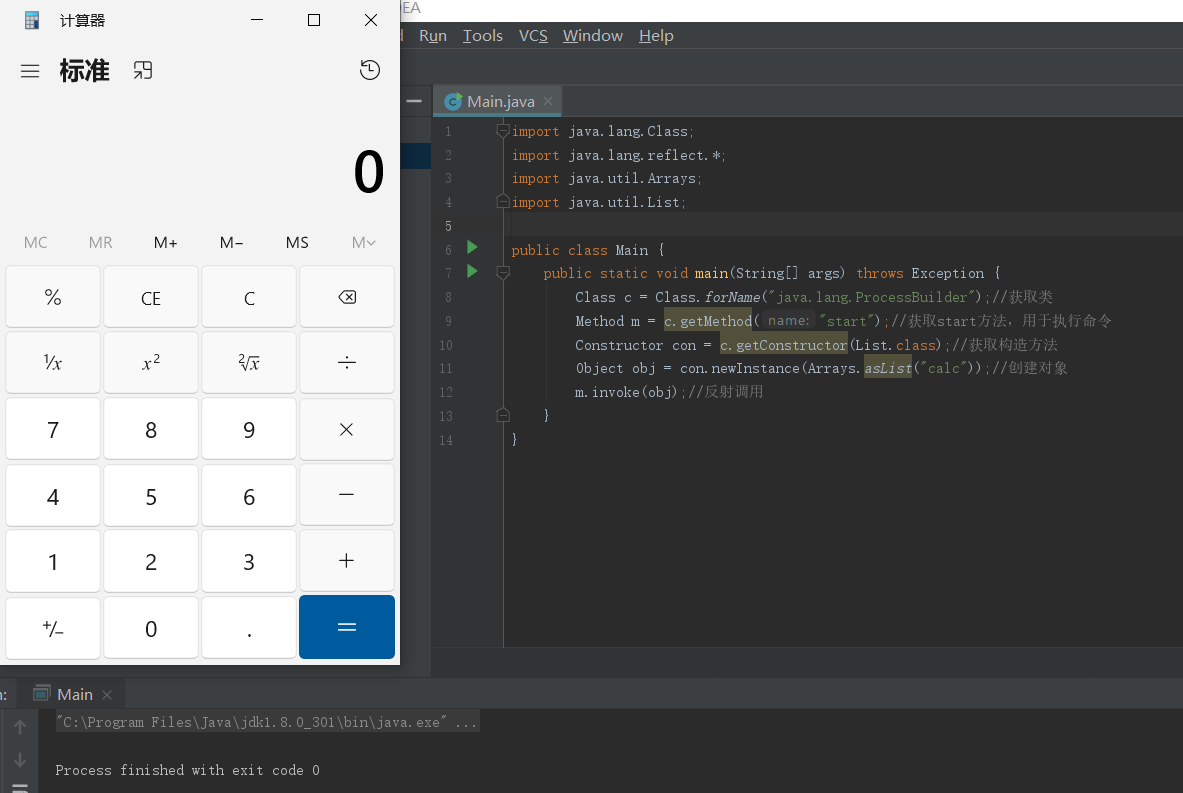 计算器
标准
0
MC MR M+ M− MS M
% CE C
¹/x x² ²√x ÷
7 8 9 ×
4 5 6 −
1 2 3 +
+/− 0 . =
EA
Run Tools VCS Window Help
Main.java
1 import java.lang.Class;
2 import java.lang.reflect.*;
3 import java.util.Arrays;
4 import java.util.List;
5
6 public class Main {
7 public static void main(String[] args) throws Exception {
8 Class c = Class.forName("java.lang.ProcessBuilder");//获取类
9 Method m = c.getMethod( name: "start");//获取start方法，用于执行命令
10 Constructor con = c.getConstructor(List.class);//获取构造方法
11 Object obj = con.newInstance(Arrays.asList("calc"));//创建对象
12 m.invoke(obj);//反射调用
13 }
14 }
Main
"C:\Program Files\Java\jdk1.8.0_301\bin\java.exe" ...
Process finished with exit code 0